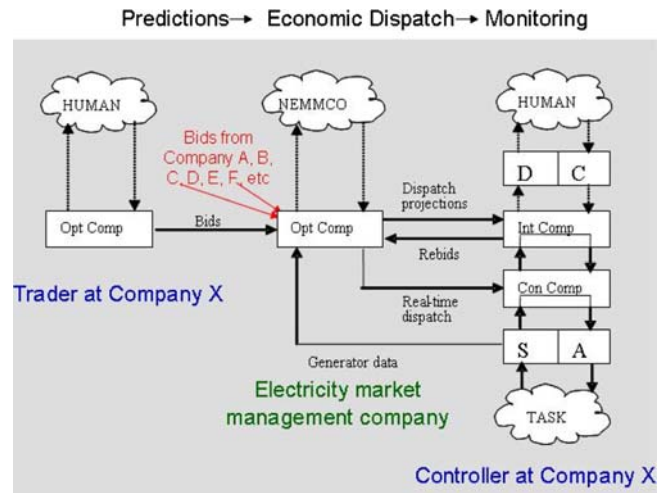 Predictions→ Economic Dispatch→ Monitoring
HUMAN
NEMMCO
HUMAN
Bids from
Company A, B,
C, D, E, F, etc
D
C
Dispatch
projections
Opt Comp
Bids
Opt Comp
Int Comp
Rebids
Trader at Company X
Con Comp
Real-time
dispatch
S
A
Generator data
Electricity market
management company
TASK
Controller at Company X